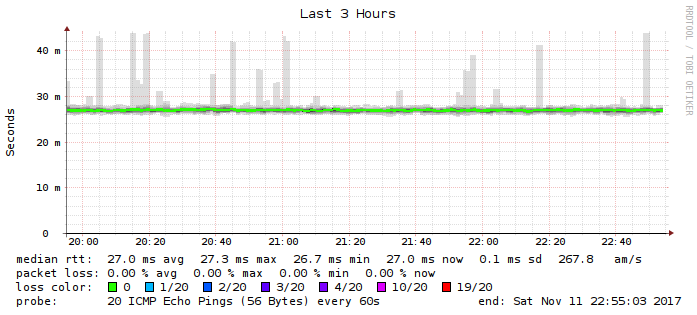 Last 3 Hours
RRDTOOL / TOBI OETIKER
Seconds
40 m
30 m
20 m
10 m
0
20:00 20:20 20:40 21:00 21:20 21:40 22:00 22:20 22:40
median rtt: 27.0 ms avg 27.3 ms max 26.7 ms min 27.0 ms now 0.1 ms sd 267.8 am/s
packet loss: 0.00 % avg 0.00 % max 0.00 % min 0.00 % now
loss color: 0 1/20 2/20 3/20 4/20 10/20 19/20
probe: 20 ICMP Echo Pings (56 Bytes) every 60s end: Sat Nov 11 22:55:03 2017